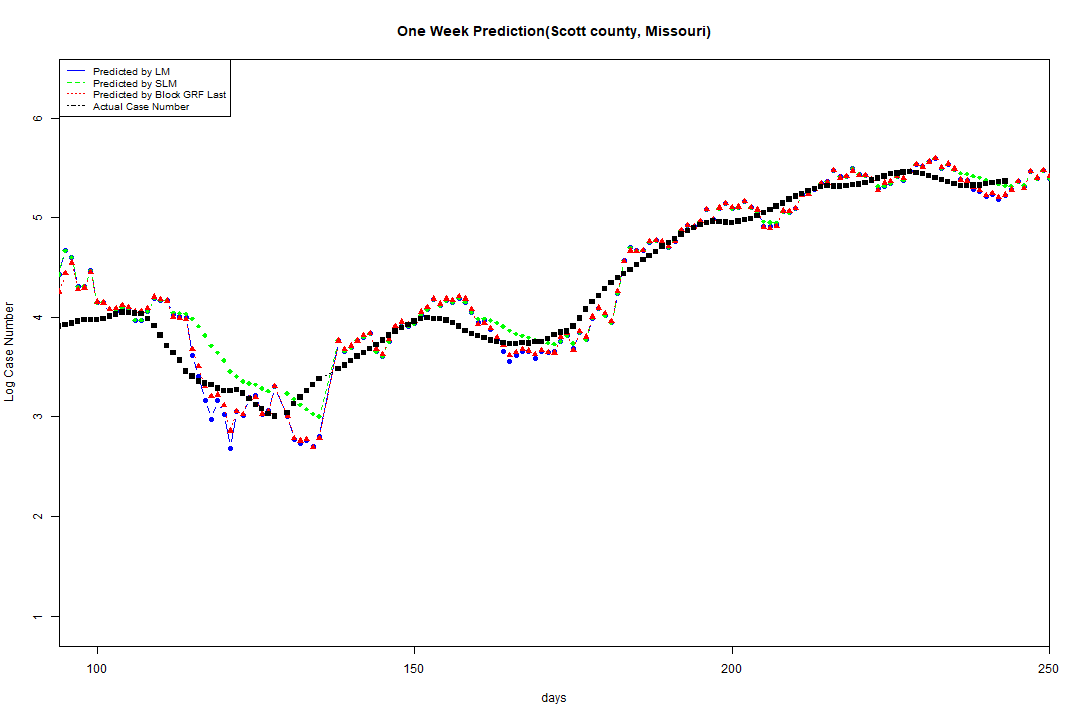 One Week Prediction(Scott county, Missouri)
Predicted by LM
Predicted by SLM
Predicted by Block GRF Last
Actual Case Number
Log Case Number
6
5
4
3
2
1
100 150 200 250
days